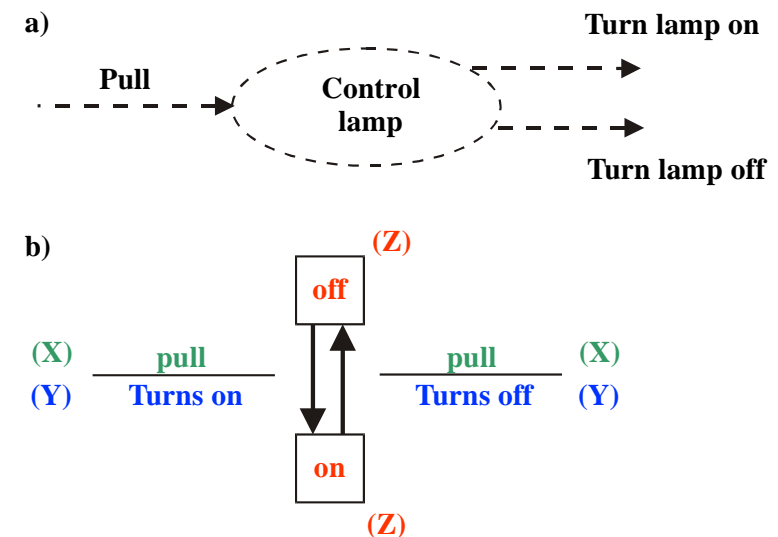 a)
Turn lamp on
Pull
Control
lamp
Turn lamp off
b)
(Z)
off
(X)
pull
pull
(X)
(Y)
Turns on
Turns off
(Y)
on
(Z)